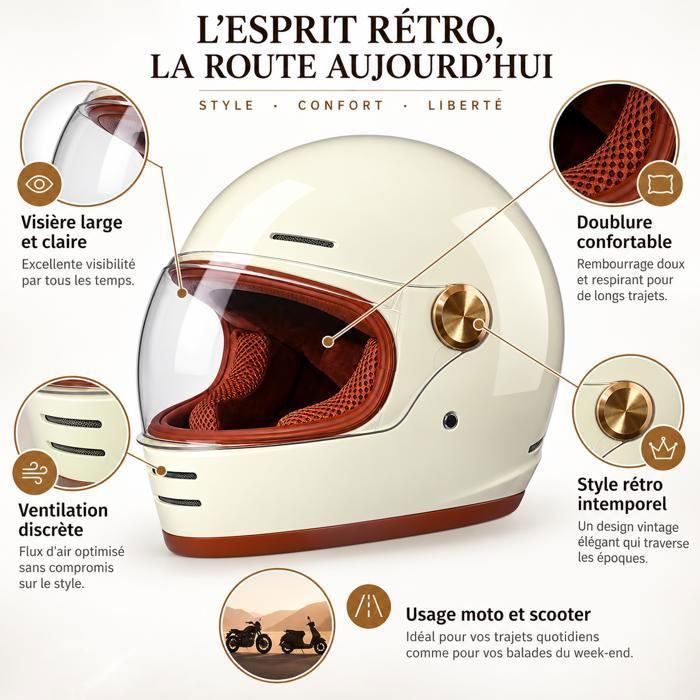 L’ESPRIT RÉTRO,
LA ROUTE AUJOURD’HUI
STYLE · CONFORT · LIBERTÉ
Visière large
et claire
Excellente visibilité
par tous les temps.
Doublure
confortable
Rembourrage doux
et respirant pour
de longs trajets.
Ventilation
discrète
Flux d’air optimisé
sans compromis
sur le style.
Style rétro
intemporel
Un design vintage
élégant qui traverse
les époques.
Usage moto et scooter
Idéal pour vos trajets quotidiens
comme pour vos balades du week-end.